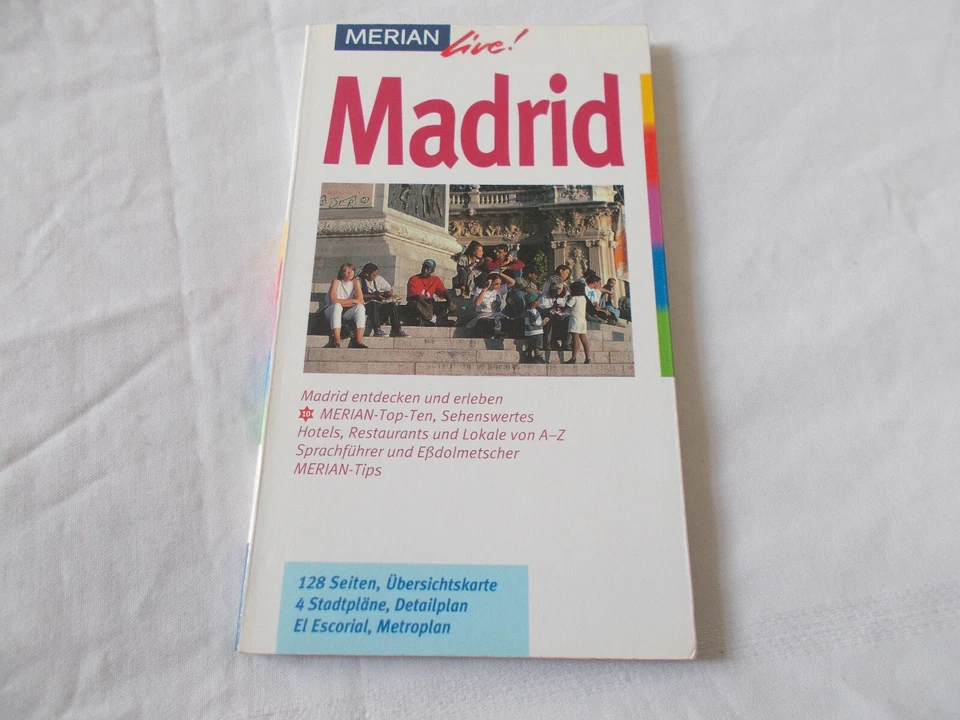 MERIAN live!
Madrid
Madrid entdecken und erleben
10 MERIAN-Top-Ten, Sehenswertes
Hotels, Restaurants und Lokale von A–Z
Sprachführer und Eßdolmetscher
MERIAN-Tips
128 Seiten, Übersichtskarte
4 Stadtpläne, Detailplan
El Escorial, Metroplan